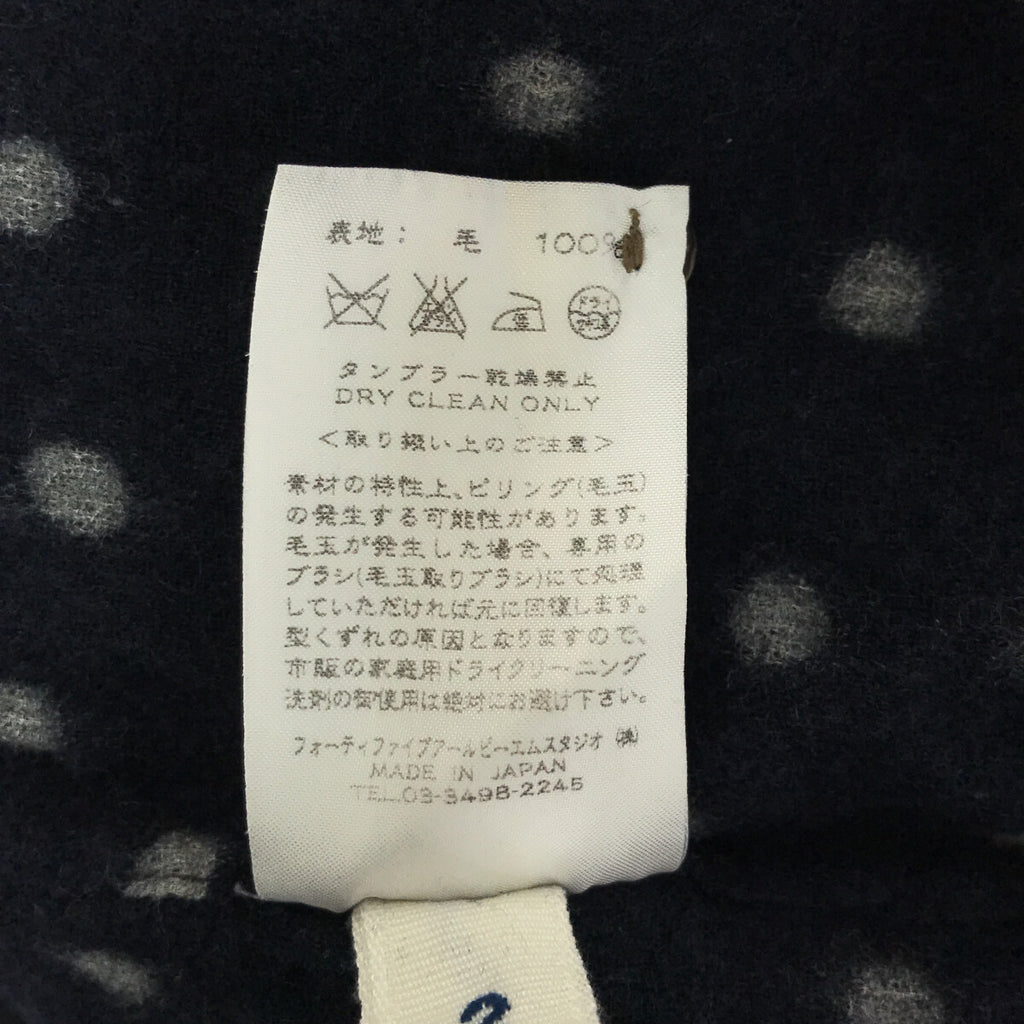 表地: 毛 100%
ドライ
タンブラー乾燥禁止
DRY CLEAN ONLY
<取り扱い上のご注意>
素材の特性上、ピリング(毛玉)
の発生する可能性があります。
毛玉が発生した場合、専用の
ブラシ(毛玉取りブラシ)にて処理
していただければ元に回復します。
型くずれの原因となりますので、
市販の家庭用ドライクリーニング
洗剤の御使用は絶対にお避け下さい。
フォーティファイブアールピーエムスタジオ (株)
MADE IN JAPAN
TEL.03-3498-2245